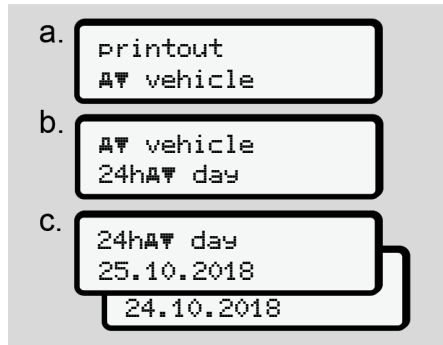 a.
printout
vehicle
b.
vehicle
24h day
c.
24h day
25.10.2018
24.10.2018